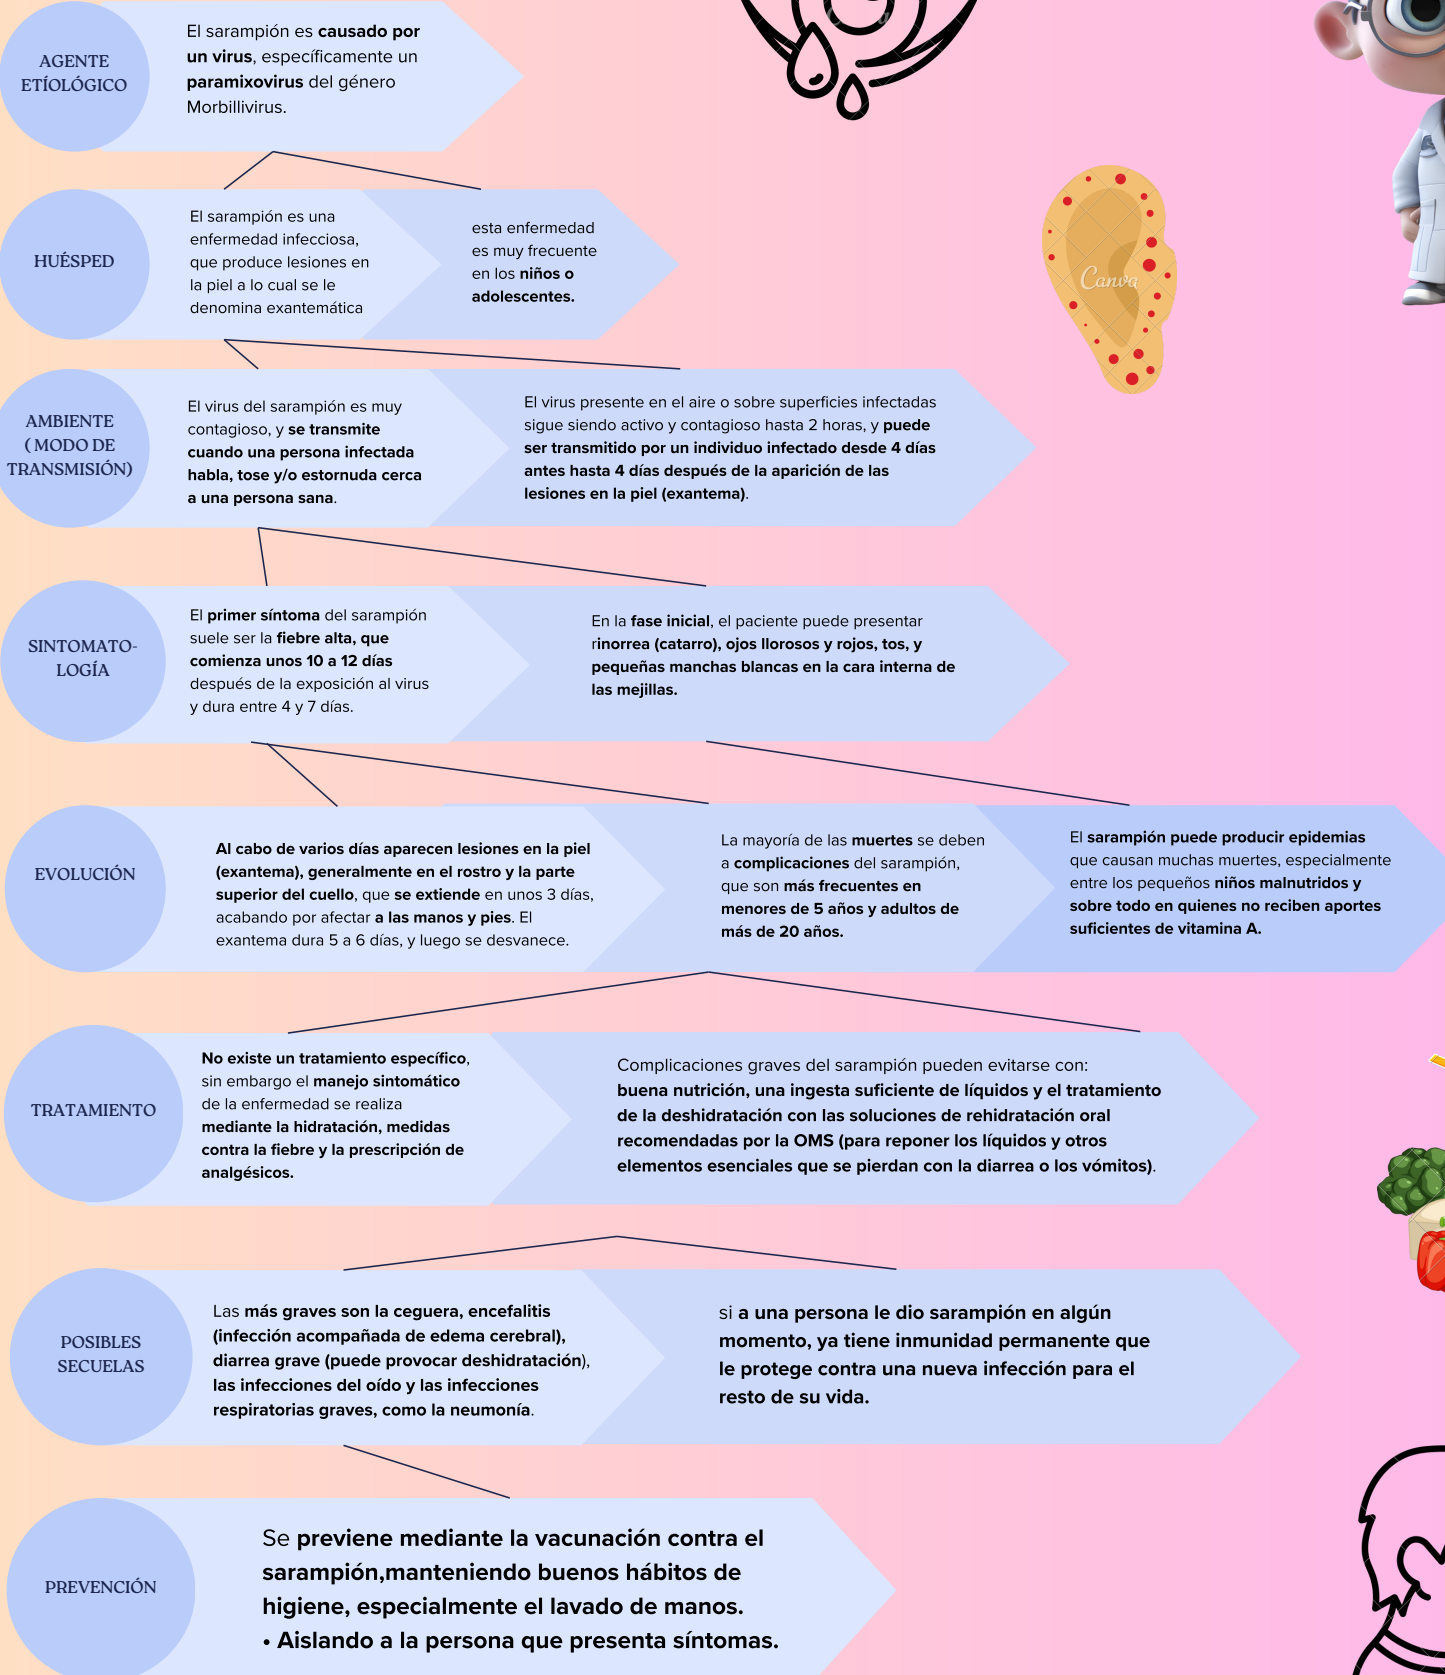 AGENTE
ETÍOLÓGICO
El sarampión es causado por
un virus, específicamente un
paramixovirus del género
Morbillivirus.
HUÉSPED
El sarampión es una
enfermedad infecciosa,
que produce lesiones en
la piel a lo cual se le
denomina exantemática
esta enfermedad
es muy frecuente
en los niños o
adolescentes.
Canva
AMBIENTE
( MODO DE
TRANSMISIÓN)
El virus del sarampión es muy
contagioso, y se transmite
cuando una persona infectada
habla, tose y/o estornuda cerca
a una persona sana.
El virus presente en el aire o sobre superficies infectadas
sigue siendo activo y contagioso hasta 2 horas, y puede
ser transmitido por un individuo infectado desde 4 días
antes hasta 4 días después de la aparición de las
lesiones en la piel (exantema).
SINTOMATO-
LOGÍA
El primer síntoma del sarampión
suele ser la fiebre alta, que
comienza unos 10 a 12 días
después de la exposición al virus
y dura entre 4 y 7 días.
En la fase inicial, el paciente puede presentar
rinorrea (catarro), ojos llorosos y rojos, tos, y
pequeñas manchas blancas en la cara interna de
las mejillas.
EVOLUCIÓN
Al cabo de varios días aparecen lesiones en la piel
(exantema), generalmente en el rostro y la parte
superior del cuello, que se extiende en unos 3 días,
acabando por afectar a las manos y pies. El
exantema dura 5 a 6 días, y luego se desvanece.
La mayoría de las muertes se deben
a complicaciones del sarampión,
que son más frecuentes en
menores de 5 años y adultos de
más de 20 años.
El sarampión puede producir epidemias
que causan muchas muertes, especialmente
entre los pequeños niños malnutridos y
sobre todo en quienes no reciben aportes
suficientes de vitamina A.
TRATAMIENTO
No existe un tratamiento específico,
sin embargo el manejo sintomático
de la enfermedad se realiza
mediante la hidratación, medidas
contra la fiebre y la prescripción de
analgésicos.
Complicaciones graves del sarampión pueden evitarse con:
buena nutrición, una ingesta suficiente de líquidos y el tratamiento
de la deshidratación con las soluciones de rehidratación oral
recomendadas por la OMS (para reponer los líquidos y otros
elementos esenciales que se pierdan con la diarrea o los vómitos).
POSIBLES
SECUELAS
Las más graves son la ceguera, encefalitis
(infección acompañada de edema cerebral),
diarrea grave (puede provocar deshidratación),
las infecciones del oído y las infecciones
respiratorias graves, como la neumonía.
si a una persona le dio sarampión en algún
momento, ya tiene inmunidad permanente que
le protege contra una nueva infección para el
resto de su vida.
PREVENCIÓN
Se previene mediante la vacunación contra el
sarampión,manteniendo buenos hábitos de
higiene, especialmente el lavado de manos.
• Aislando a la persona que presenta síntomas.